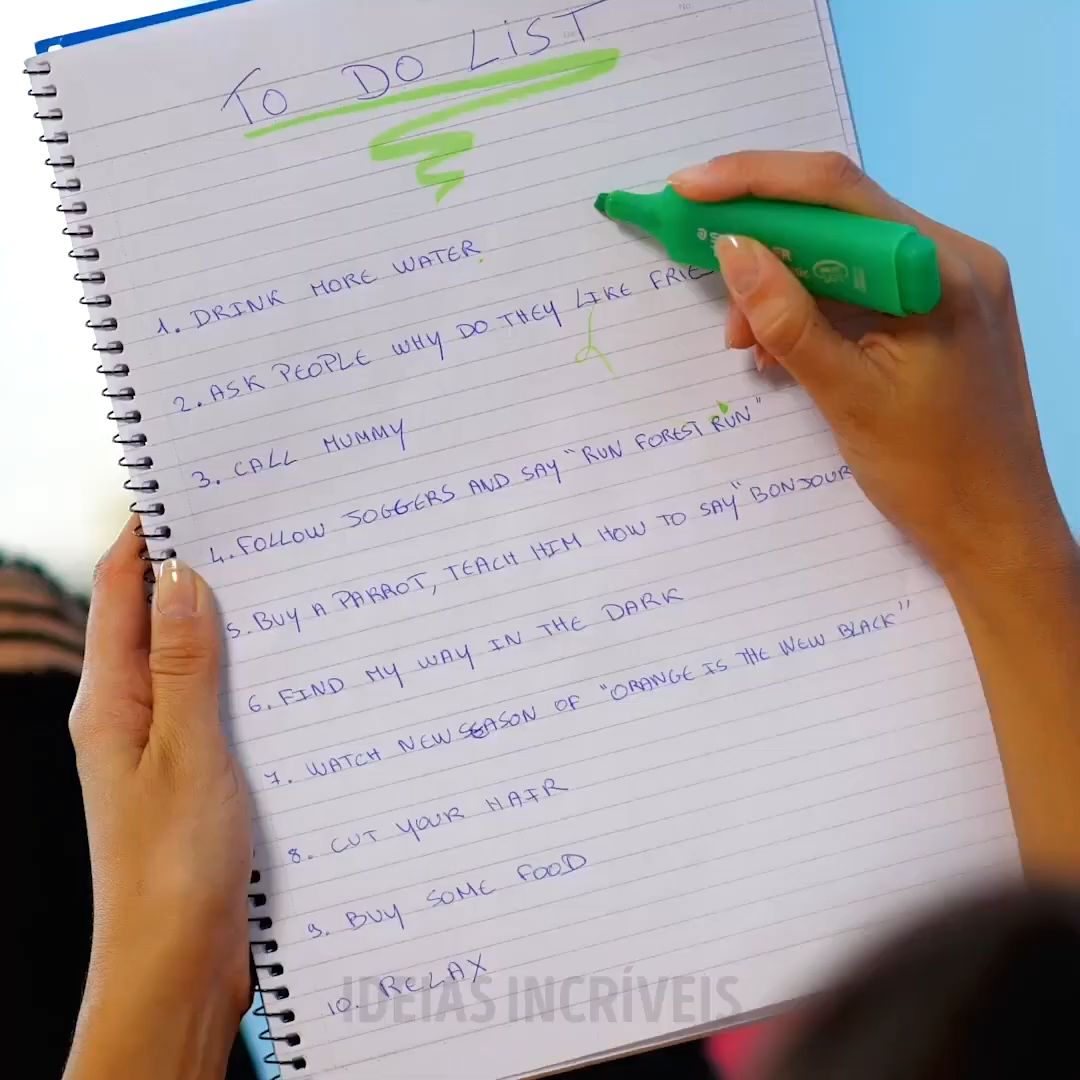 TO DO LIST
1. DRINK MORE WATER
2. ASK PEOPLE WHY DO THEY LIKE
3. CALL MUMMY
4. FOLLOW JOGGERS AND SAY "RUN FOREST RUN"
5. BUY A PARROT, TEACH HIM HOW TO SAY "BONJOUR
6. FIND MY WAY IN THE DARK
7. WATCH NEW SEASON OF "ORANGE IS THE NEW BLACK"
8. CUT YOUR HAIR
9. BUY SOME FOOD
10. RELAX
IDEIAS INCRÍVEIS